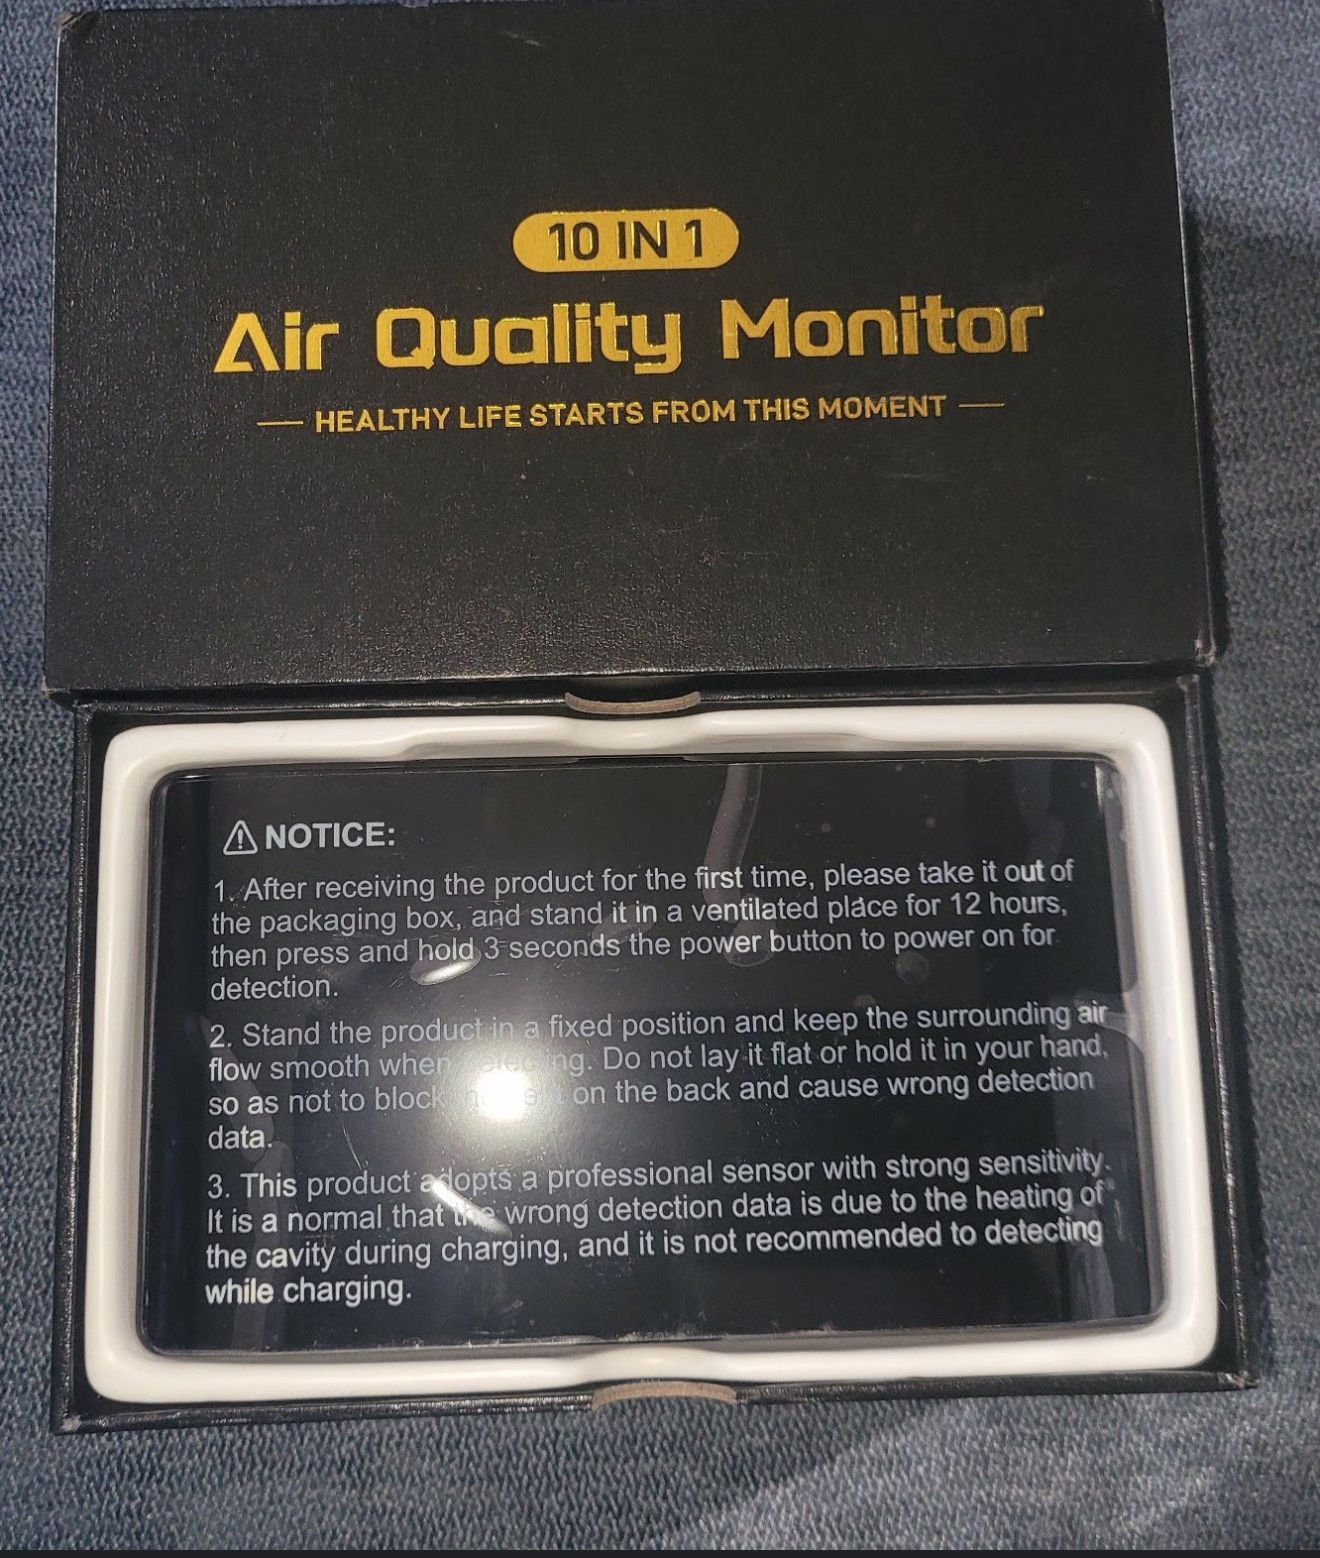 10 IN 1
Air Quality Monitor
HEALTHY LIFE STARTS FROM THIS MOMENT
NOTICE:
1. After receiving the product for the first time, please take it out of
the packaging box, and stand it in a ventilated place for 12 hours,
then press and hold 3 seconds the power button to power on for
detection.
2. Stand the product in a fixed position and keep the surrounding air
flow smooth when . Do not lay it flat or hold it in your hand,
so as not to block on the back and cause wrong detection
data.
3. This product adopts a professional sensor with strong sensitivity.
It is a normal that the wrong detection data is due to the heating of
the cavity during charging, and it is not recommended to detecting
while charging.